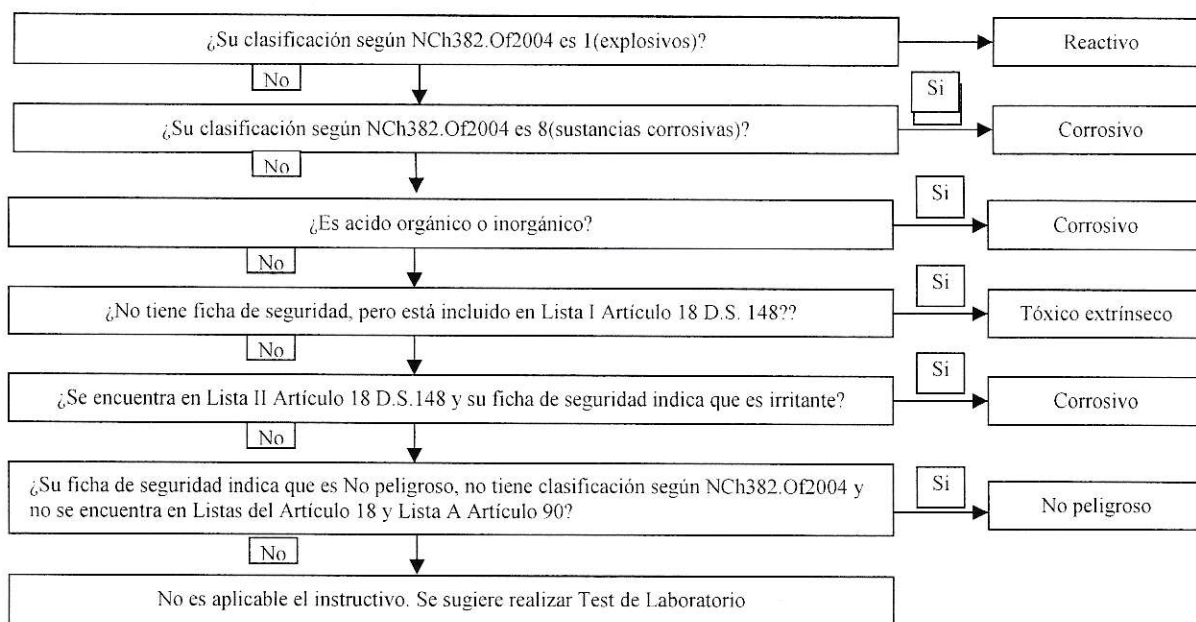 ¿Su clasificación según NCh382.Of2004 es 1(explosivos)?
Reactivo
No
Si
¿Su clasificación según NCh382.Of2004 es 8(sustancias corrosivas)?
Corrosivo
No
Si
¿Es acido orgánico o inorgánico?
Corrosivo
No
Si
¿No tiene ficha de seguridad, pero está incluido en Lista I Artículo 18 D.S. 148??
Tóxico extrínseco
No
Si
¿Se encuentra en Lista II Artículo 18 D.S.148 y su ficha de seguridad indica que es irritante?
Corrosivo
No
Si
¿Su ficha de seguridad indica que es No peligroso, no tiene clasificación según NCh382.Of2004 y
no se encuentra en Listas del Artículo 18 y Lista A Artículo 90?
No peligroso
No
No es aplicable el instructivo. Se sugiere realizar Test de Laboratorio